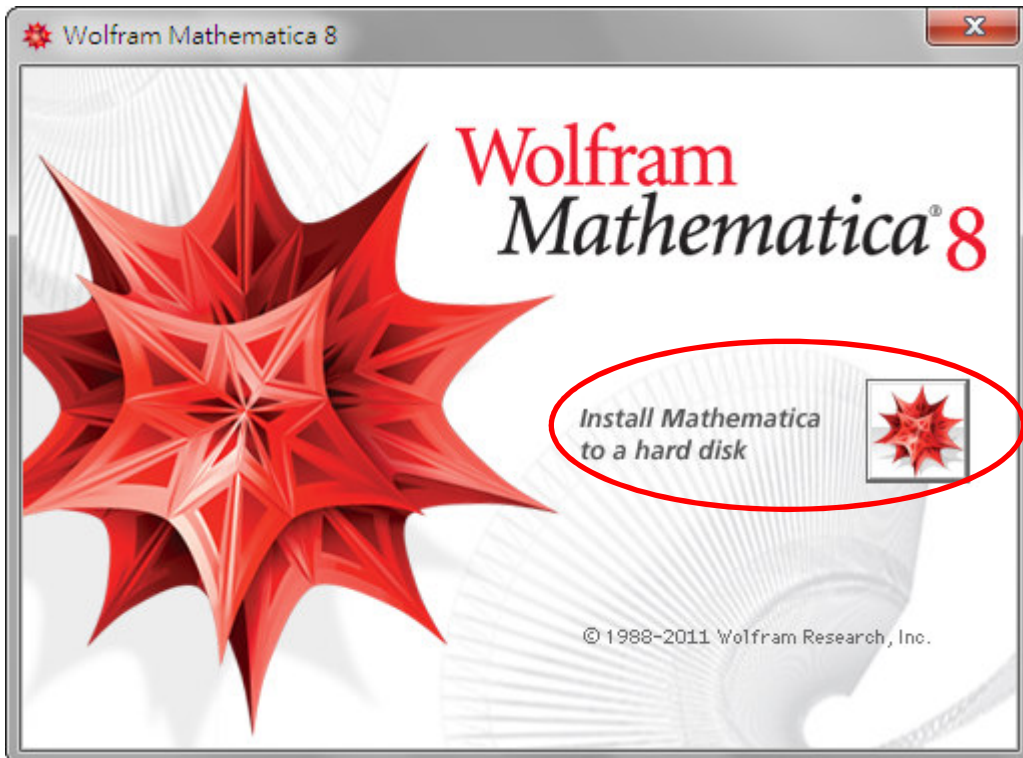 Wolfram Mathematica 8
Wolfram
Mathematica®8
Install Mathematica
to a hard disk
© 1988-2011 Wolfram Research, Inc.